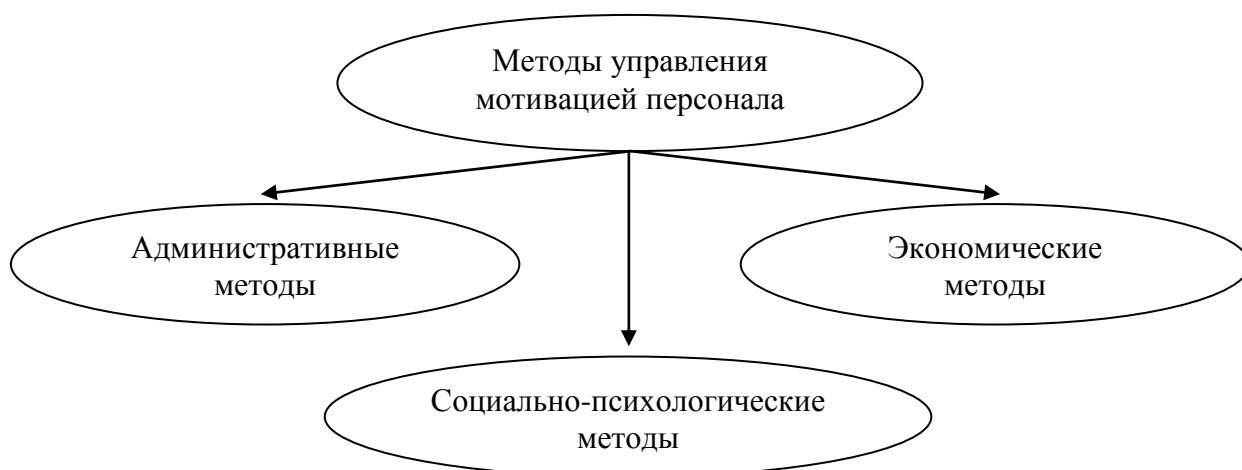 Методы управления
мотивацией персонала
Административные
методы
Экономические
методы
Социально-психологические
методы